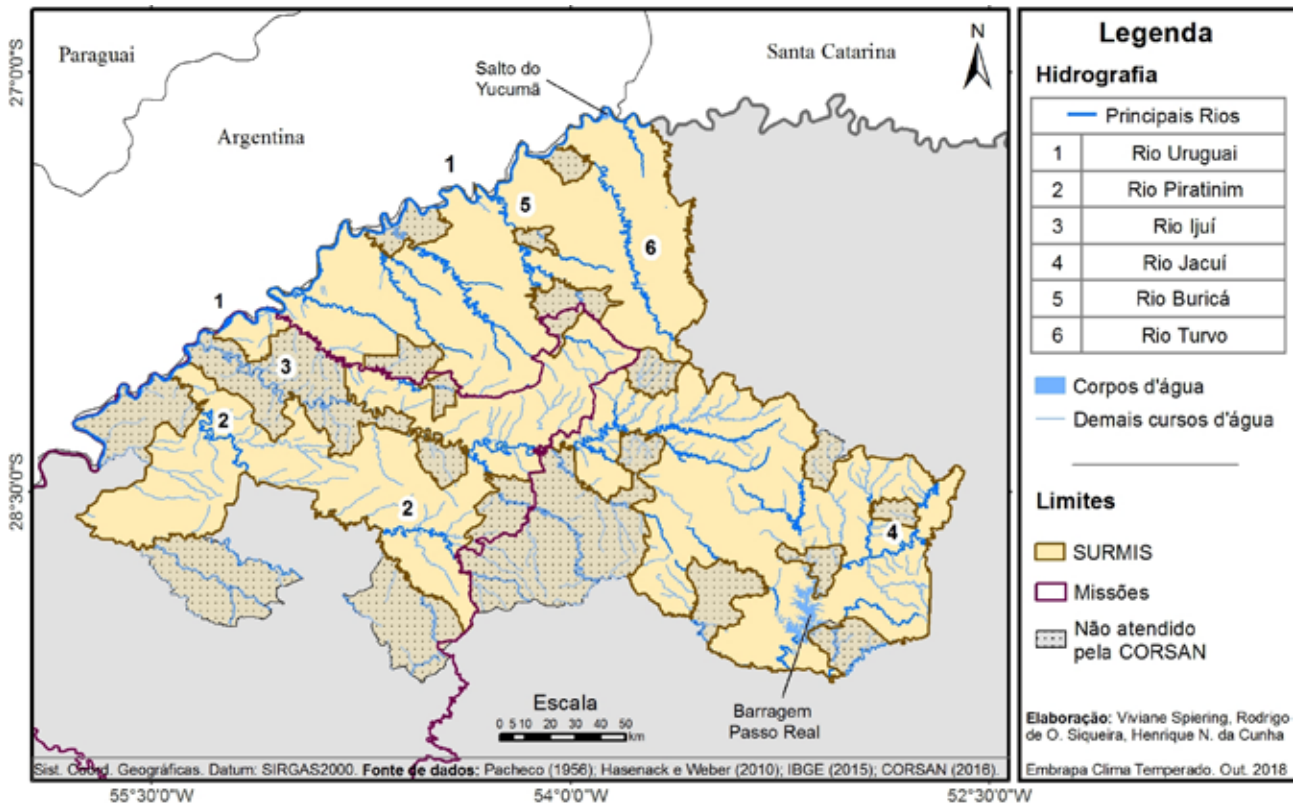 Paraguai
Santa Catarina
N
Salto do
Yucumã
Argentina
1
5
6
1
3
2
2
4
Escala
0 5 10 20 30 40 50
km
Barragem
Passo Real
Sist. Coord. Geográficas. Datum: SIRGAS2000. Fonte de dados: Pacheco (1956); Hasenack e Weber (2010); IBGE (2015); CORSAN (2018).
27°0'0"S
28°30'0"S
55°30'0"W
54°0'0"W
52°30'0"W
Legenda
Hidrografia
Principais Rios
1 Rio Uruguai
2 Rio Piratinim
3 Rio Ijuí
4 Rio Jacuí
5 Rio Buricá
6 Rio Turvo
Corpos d'água
Demais cursos d'água
Limites
SURMIS
Missões
Não atendido
pela CORSAN
Elaboração: Viviane Spiering, Rodrigo
de O. Siqueira, Henrique N. da Cunha
Embrapa Clima Temperado. Out. 2018